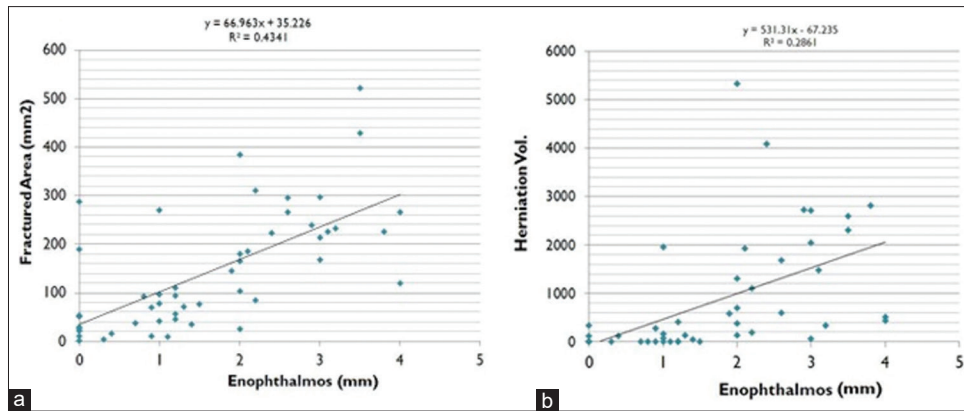 y = 66.963x + 35.226
R² = 0.4341
600
500
400
300
200
100
0
Fractured Area (mm2)
0
1
2
3
4
5
Enophthalmos (mm)
a
y = 531.31x - 67.235
R² = 0.2861
6000
5000
4000
3000
2000
1000
0
Herniation Vol.
0
1
2
3
4
5
Enophthalmos (mm)
b